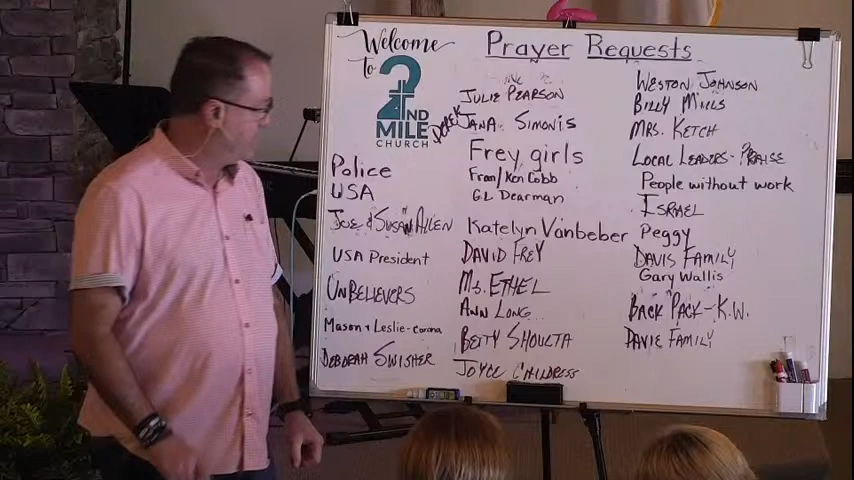 Welcome
to
2
ND
MILE
CHURCH
Prayer Requests
Police
USA
JOE & SUSAN ALLEN
USA President
UNBELIEVERS
Mason & Leslie-corona
DEBORAH SWISHER
JULIE PEARSON
DEREK
JANA SIMONIS
Frey girls
Fran/Ken Cobb
GL Dearman
Katelyn Vanbeber
DAVID FREY
Ms. ETHEL
ANN LONG
BETTY SHOULTA
JOYCE CHILDRESS
WESTON JOHNSON
BILLY MILLS
MRS. KETCH
LOCAL LEADERS- PRAISE
People without work
ISRAEL
Peggy
DAVIS FAMILY
Gary Wallis
BACK PACK-K.W.
DAVIE FAMILY